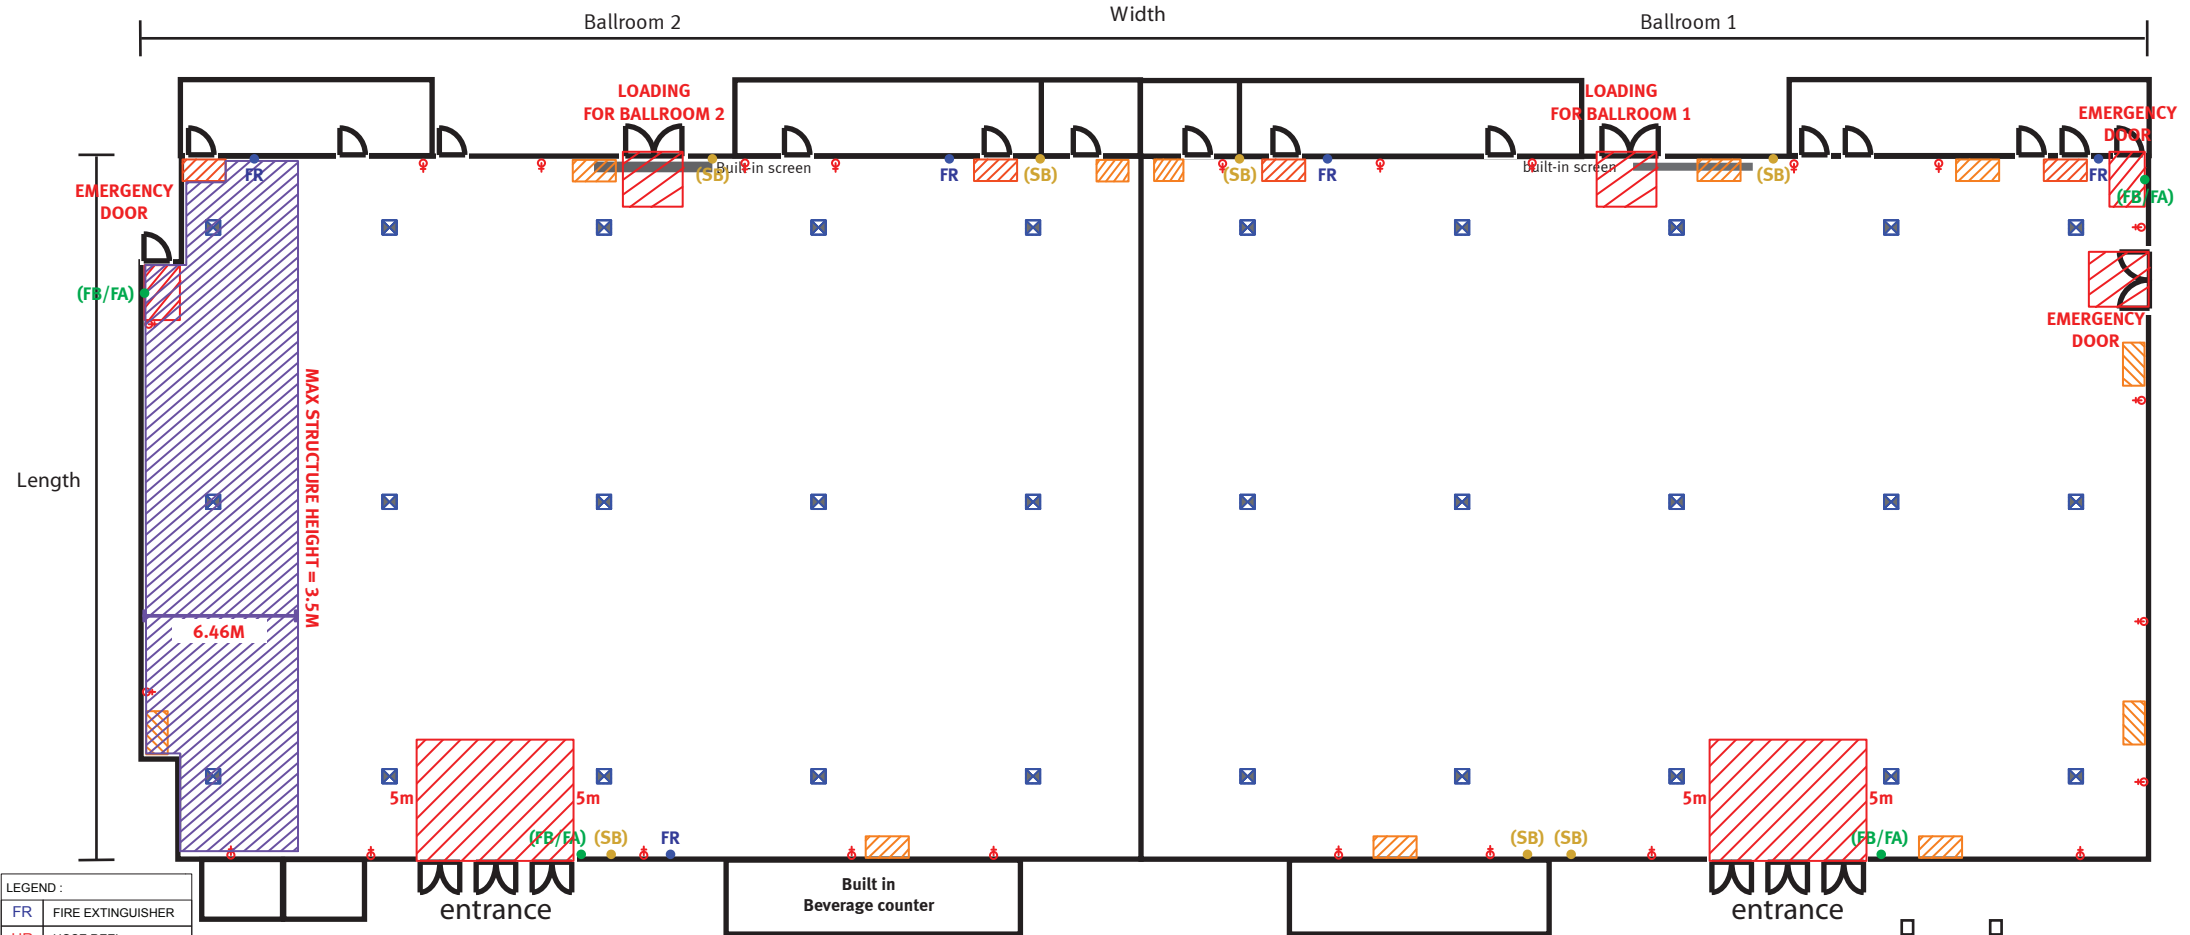 Width
Ballroom 2
Ballroom 1
LOADING
FOR BALLROOM 2
LOADING
FOR BALLROOM 1
EMERGENCY
DOOR
Built-in screen
built-in screen
FR
(SB)
FR
(SB)
(SB)
FR
(SB)
FR
(FB/FA)
EMERGENCY
DOOR
(FB/FA)
EMERGENCY
DOOR
MAX STRUCTURE HEIGHT = 3.5M
Length
6.46M
5m
5m
5m
5m
(FB/FA)
(SB)
FR
(SB)
(SB)
(FB/FA)
Built in
Beverage counter
entrance
entrance
LEGEND :
FR FIRE EXTINGUISHER